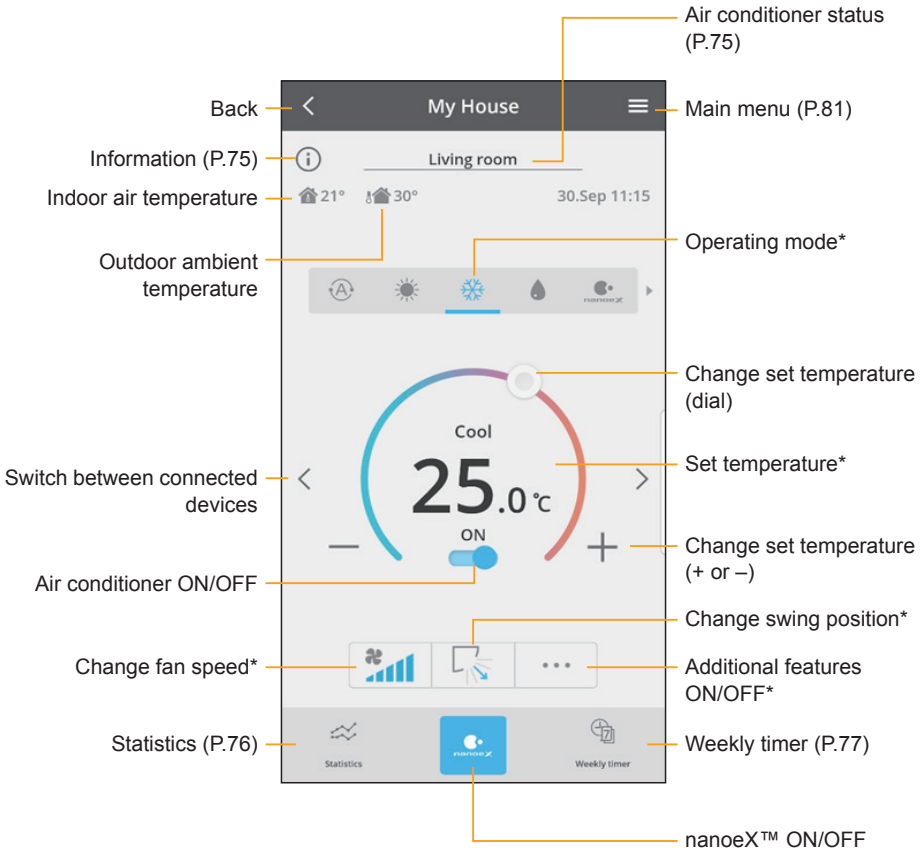 Air conditioner status
(P.75)
Back
My House
Main menu (P.81)
Information (P.75)
Living room
Indoor air temperature
21°
30°
30.Sep 11:15
Operating mode*
Outdoor ambient
temperature
A
nanoeX
Change set temperature
(dial)
Cool
Set temperature*
25.0 °C
Switch between connected
devices
ON
Change set temperature
(+ or –)
Air conditioner ON/OFF
Change swing position*
Change fan speed*
Additional features
ON/OFF*
Statistics (P.76)
7
nanoeX
Weekly timer (P.77)
Statistics
Weekly timer
nanoeX™ ON/OFF